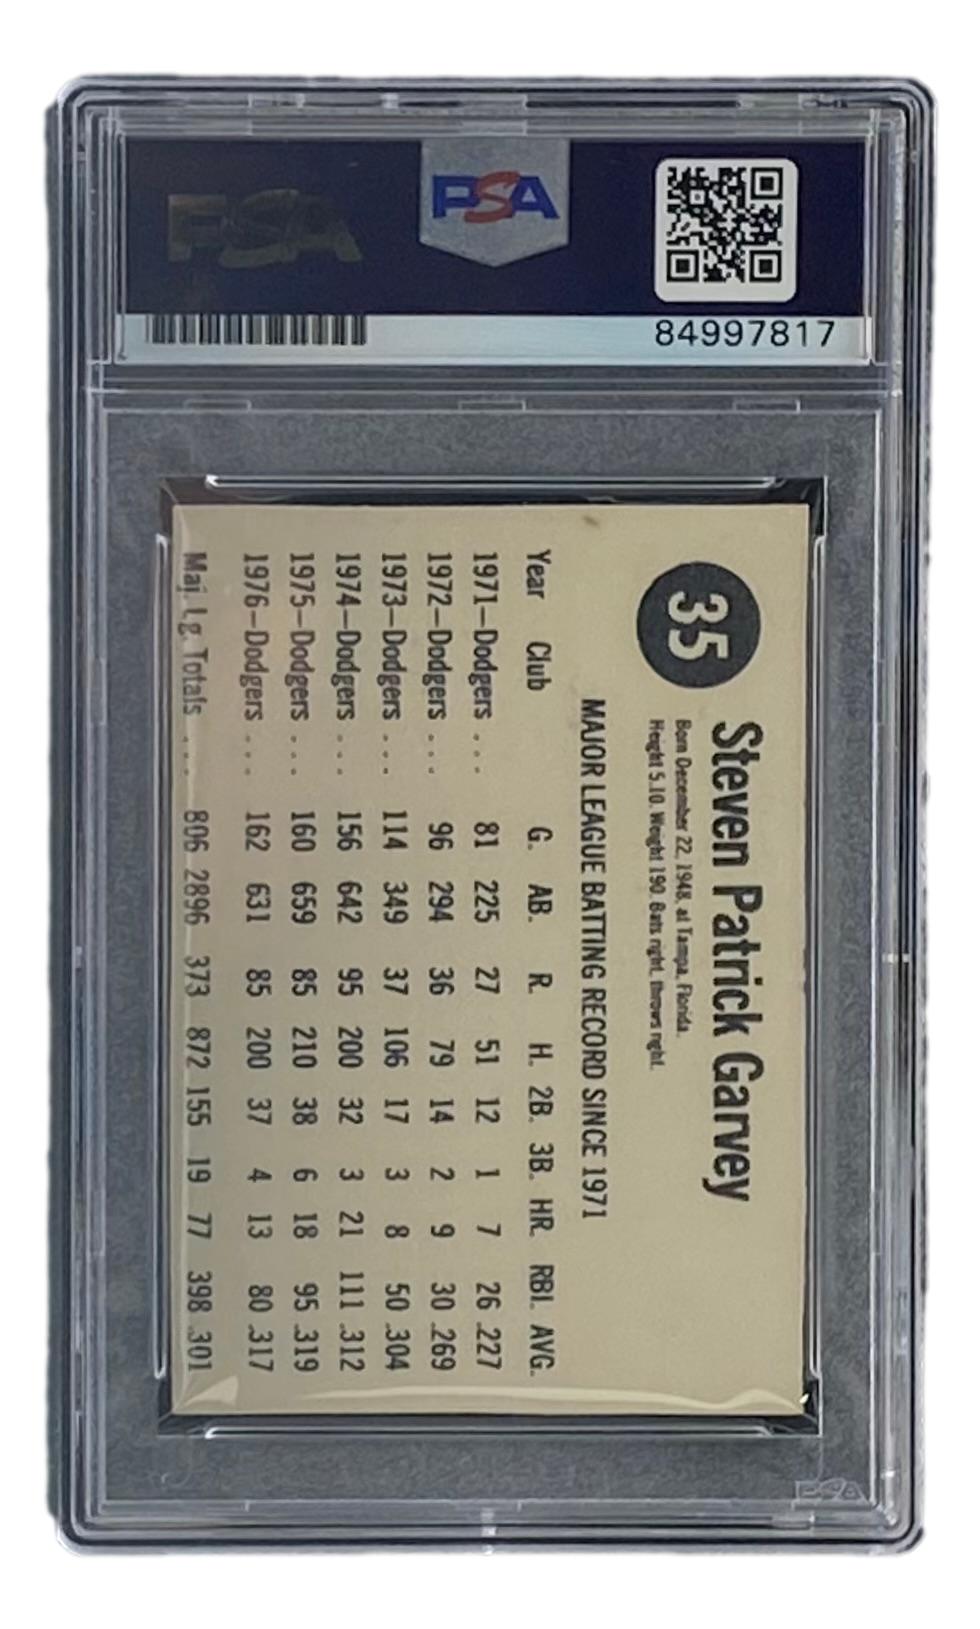 PSA
PSA
84997817
35
Steven Patrick Garvey
Born December 22, 1948, at Tampa, Florida.
Height 5.10. Weight 190. Bats right, throws right.
MAJOR LEAGUE BATTING RECORD SINCE 1971
Year Club G. AB. R. H. 2B. 3B. HR. RBI. AVG.
1971—Dodgers . . . 81 225 27 51 12 1 7 26 .227
1972—Dodgers . . . 96 294 36 79 14 2 9 30 .269
1973—Dodgers . . . 114 349 37 106 17 3 8 50 .304
1974—Dodgers . . . 156 642 95 200 32 3 21 111 .312
1975—Dodgers . . . 160 659 85 210 38 6 18 95 .319
1976—Dodgers . . . 162 631 85 200 37 4 13 80 .317
Maj. Lg. Totals . . . . 806 2896 373 872 155 19 77 398 .301
PSA